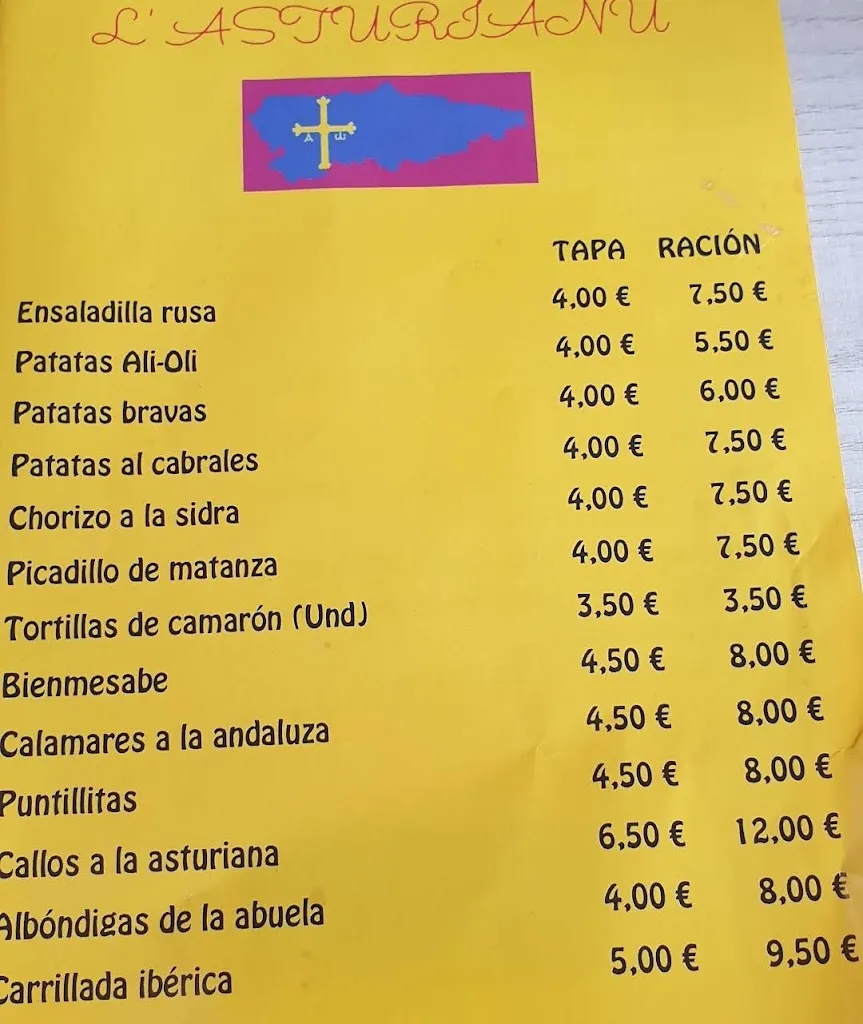 L'ASTURIANU
A W
TAPA RACIÓN
Ensaladilla rusa 4,00 € 7,50 €
Patatas Ali-Oli 4,00 € 5,50 €
Patatas bravas 4,00 € 6,00 €
Patatas al cabrales 4,00 € 7,50 €
Chorizo a la sidra 4,00 € 7,50 €
Picadillo de matanza 4,00 € 7,50 €
Tortillas de camarón (Und) 3,50 € 3,50 €
Bienmesabe 4,50 € 8,00 €
Calamares a la andaluza 4,50 € 8,00 €
Puntillitas 4,50 € 8,00 €
Callos a la asturiana 6,50 € 12,00 €
Albóndigas de la abuela 4,00 € 8,00 €
Carrillada ibérica 5,00 € 9,50 €